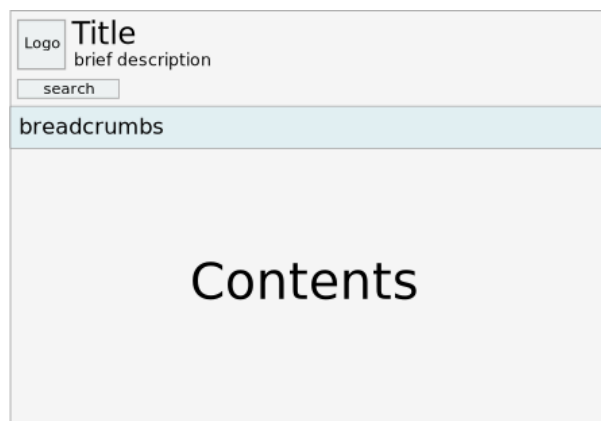 Logo
Title
brief description
search
breadcrumbs
Contents